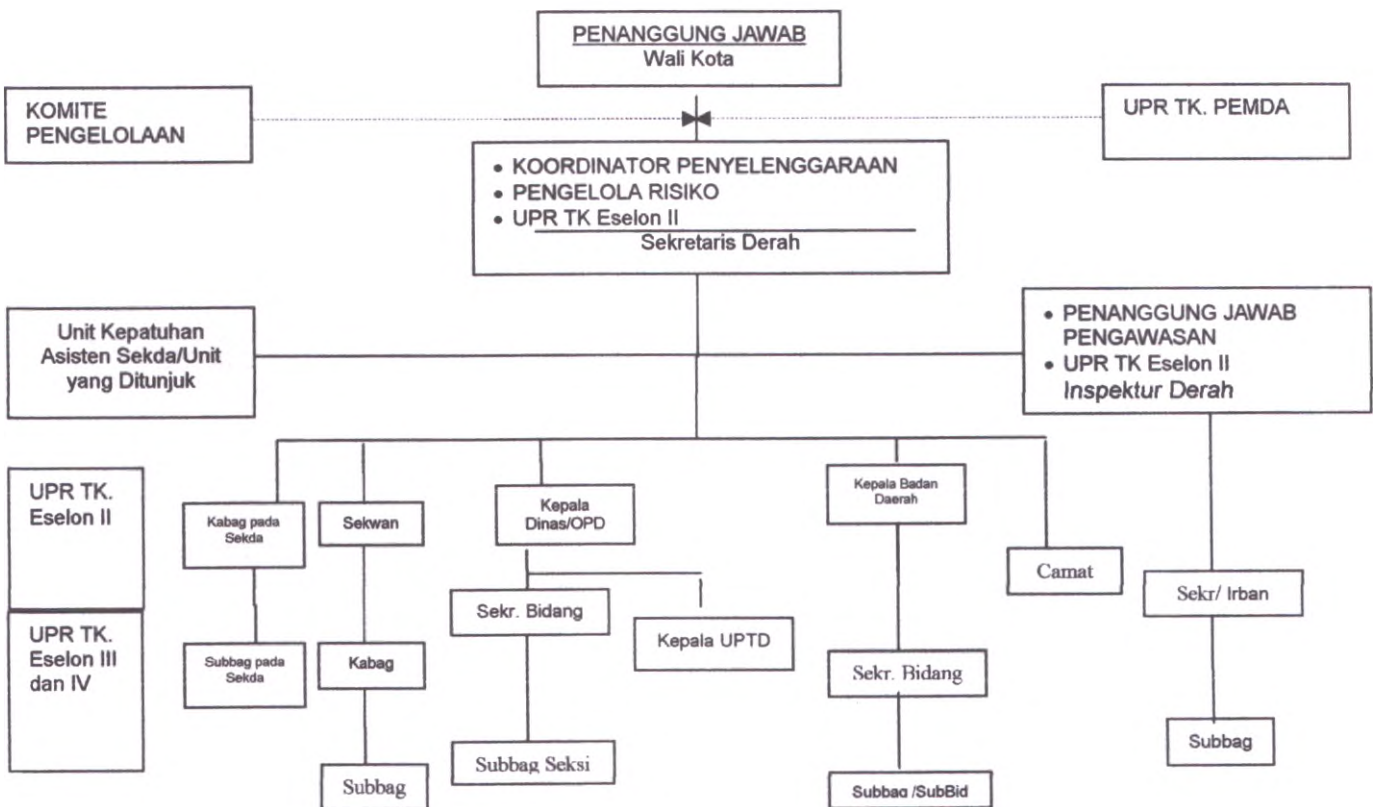 PENANGGUNG JAWAB
Wali Kota
KOMITE
PENGELOLAAN
UPR TK. PEMDA
• KOORDINATOR PENYELENGGARAAN
• PENGELOLA RISIKO
• UPR TK Eselon II
Sekretaris Derah
Unit Kepatuhan
Asisten Sekda/Unit
yang Ditunjuk
• PENANGGUNG JAWAB
PENGAWASAN
• UPR TK Eselon II
Inspektur Derah
UPR TK.
Eselon II
Kabag pada
Sekda
Sekwan
Kepala
Dinas/OPD
Kepala Badan
Daerah
Camat
Sekr/ Irban
UPR TK.
Eselon III
dan IV
Subbag pada
Sekda
Kabag
Sekr. Bidang
Kepala UPTD
Sekr. Bidang
Subbag
Subbag
Subbag Seksi
Subbag /SubBid